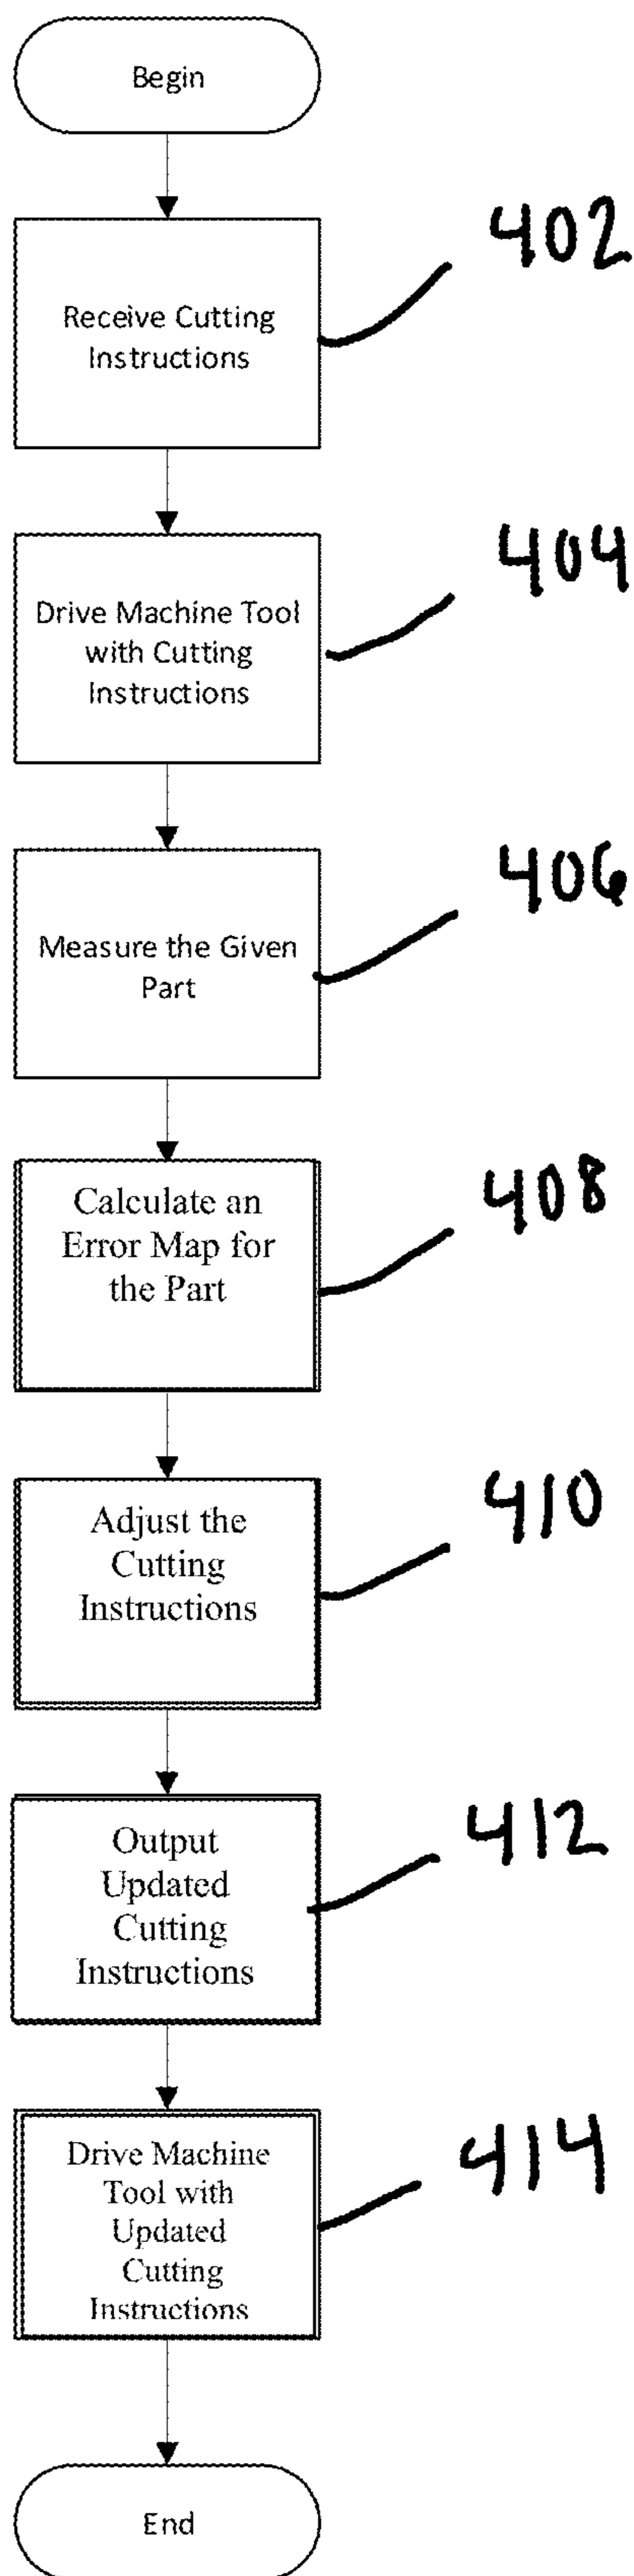 Begin
402
Receive Cutting
Instructions
404
Drive Machine Tool
with Cutting
Instructions
406
Measure the Given
Part
408
Calculate an
Error Map for
the Part
410
Adjust the
Cutting
Instructions
412
Output
Updated
Cutting
Instructions
414
Drive Machine
Tool with
Updated
Cutting
Instructions
End